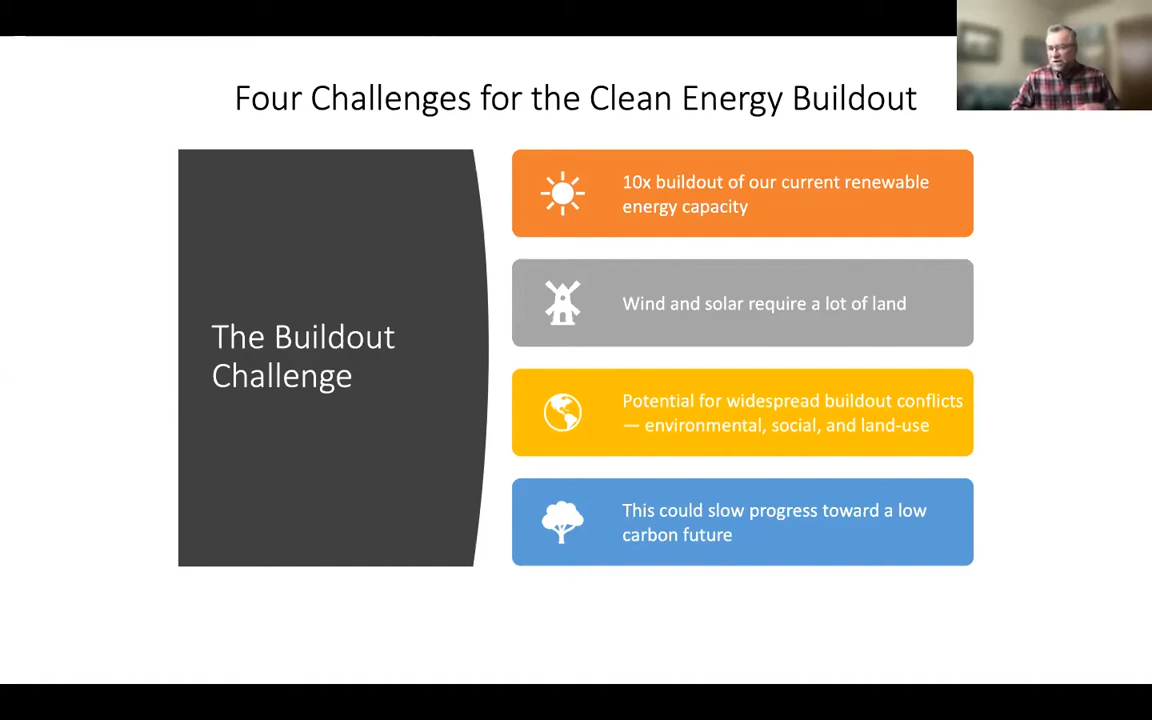 Four Challenges for the Clean Energy Buildout
The Buildout
Challenge
10x buildout of our current renewable
energy capacity
Wind and solar require a lot of land
Potential for widespread buildout conflicts
— environmental, social, and land-use
This could slow progress toward a low
carbon future